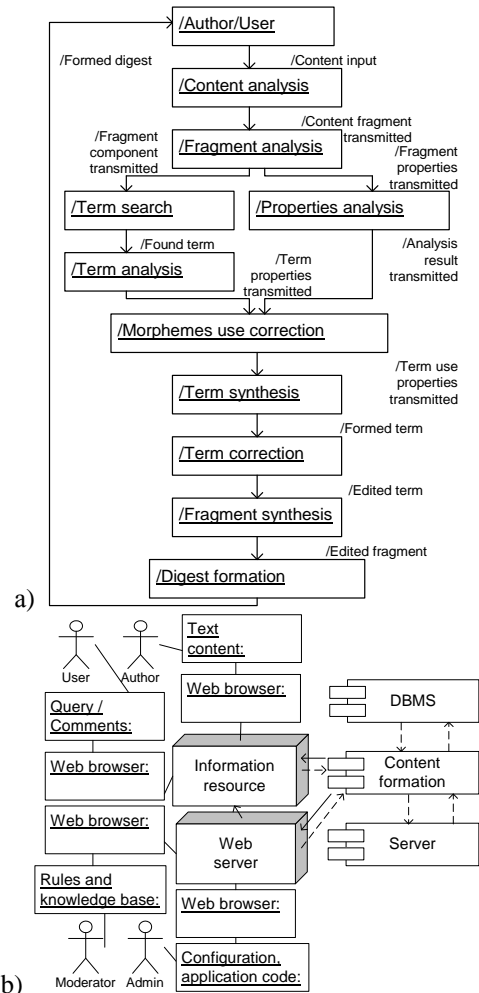 /Author/User
/Formed digest
/Content input
/Content analysis
/Content fragment
transmitted
/Fragment analysis
/Fragment
component
transmitted
/Fragment
properties
transmitted
/Term search
/Properties analysis
/Found term
/Term analysis
/Term
properties
transmitted
/Analysis
result
transmitted
/Morphemes use correction
/Term use
properties
transmitted
/Term synthesis
/Formed term
/Term correction
/Edited term
/Fragment synthesis
/Edited fragment
/Digest formation
a)
User
Author
Text
content:
Web browser:
Query /
Comments:
Web browser:
Information
resource
DBMS
Content
formation
Server
Web browser:
Web
server
Rules and
knowledge base:
Web browser:
Moderator
Admin
Configuration,
application code:
b)